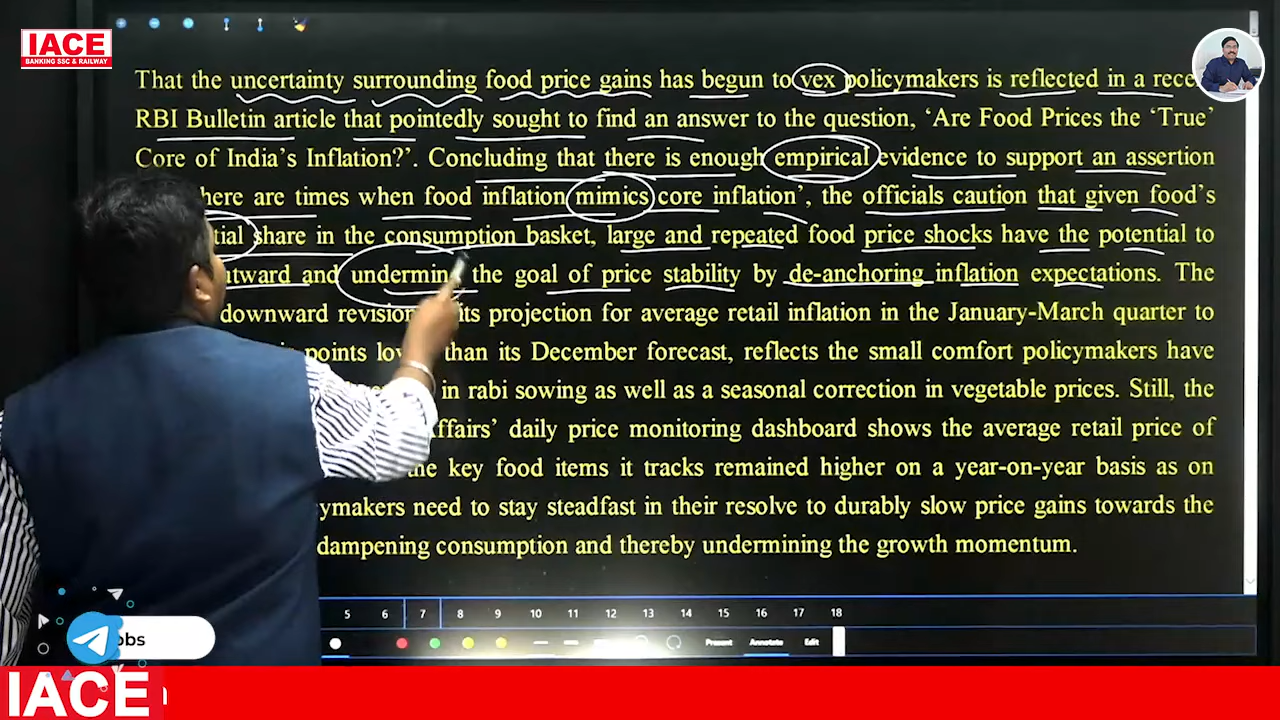 IACE
BANKING SSC & RAILWAY
That the uncertainty surrounding food price gains has begun to vex policymakers is reflected in a
RBI Bulletin article that pointedly sought to find an answer to the question, ‘Are Food Prices the ‘True’
Core of India’s Inflation?’. Concluding that there is enough empirical evidence to support an assertion
here are times when food inflation mimics core inflation’, the officials caution that given food’s
tial share in the consumption basket, large and repeated food price shocks have the potential to
and the goal of price stability by de-anchoring inflation expectations. The
downward revision its projection for average retail inflation in the January-March quarter to
points than its December forecast, reflects the small comfort policymakers have
in rabi sowing as well as a seasonal correction in vegetable prices. Still, the
daily price monitoring dashboard shows the average retail price of
key food items it tracks remained higher on a year-on-year basis as on
need to stay steadfast in their resolve to durably slow price gains towards the
dampening consumption and thereby undermining the growth momentum.
5 6 7 8 9 10 11 12 13 14 15 16 17 18
Present Annotate Edit
obs
IACE